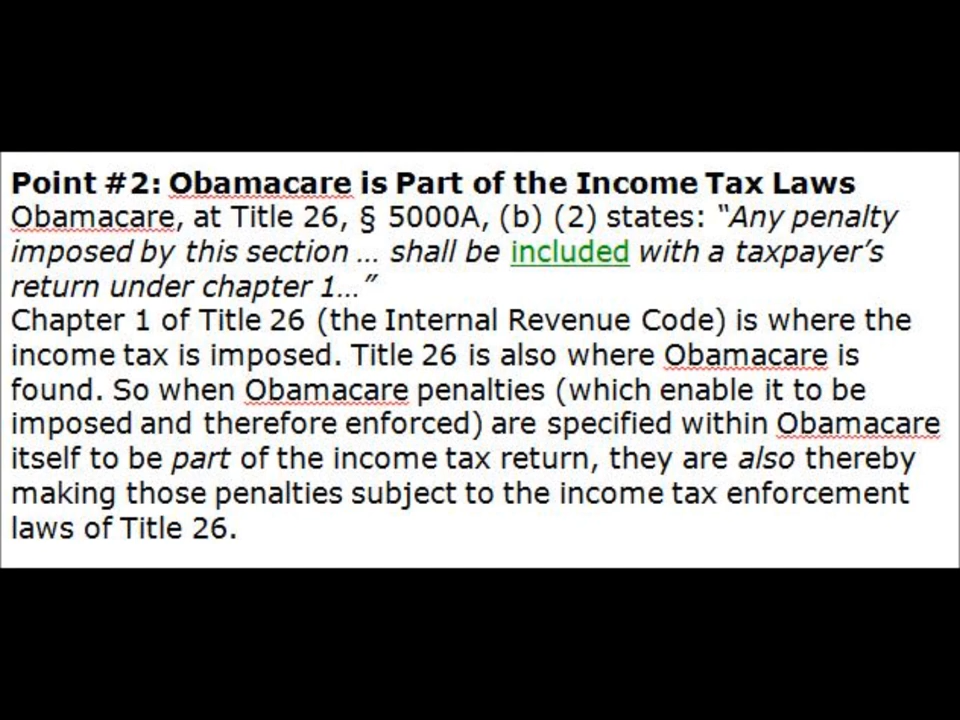 Point #2: Obamacare is Part of the Income Tax Laws
Obamacare, at Title 26, § 5000A, (b) (2) states: “Any penalty
imposed by this section … shall be included with a taxpayer’s
return under chapter 1…”
Chapter 1 of Title 26 (the Internal Revenue Code) is where the
income tax is imposed. Title 26 is also where Obamacare is
found. So when Obamacare penalties (which enable it to be
imposed and therefore enforced) are specified within Obamacare
itself to be part of the income tax return, they are also thereby
making those penalties subject to the income tax enforcement
laws of Title 26.